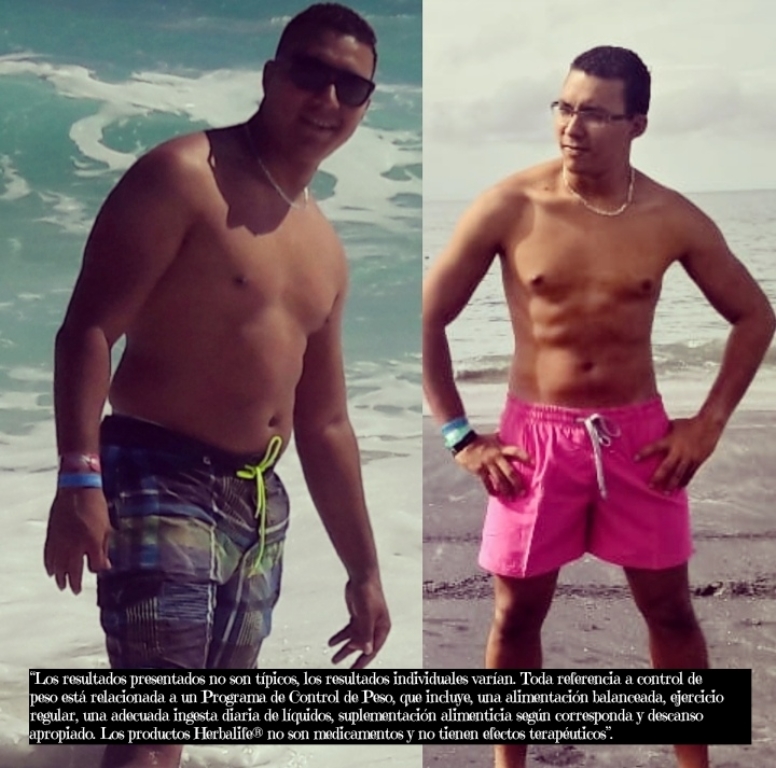 “Los resultados presentados no son típicos, los resultados individuales varían. Toda referencia a control de
peso está relacionada a un Programa de Control de Peso, que incluye, una alimentación balanceada, ejercicio
regular, una adecuada ingesta diaria de líquidos, suplementación alimenticia según corresponda y descanso
apropiado. Los productos Herbalife® no son medicamentos y no tienen efectos terapéuticos”.